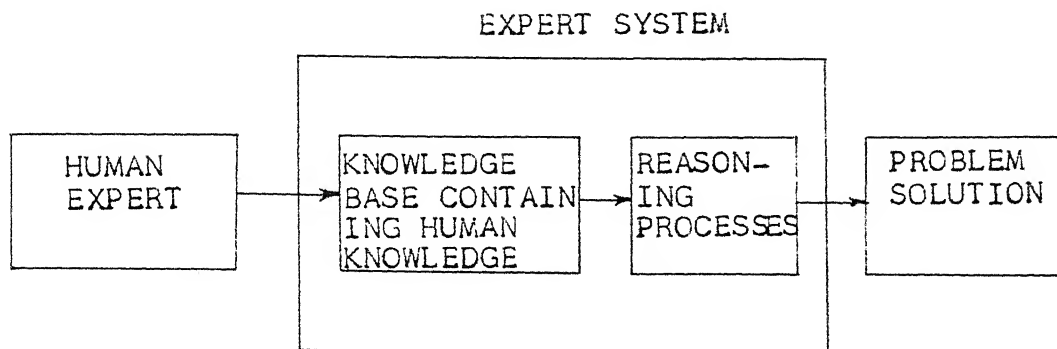 EXPERT SYSTEM
HUMAN
EXPERT
KNOWLEDGE
BASE CONTAIN
ING HUMAN
KNOWLEDGE
REASON-
ING
PROCESSES
PROBLEM
SOLUTION